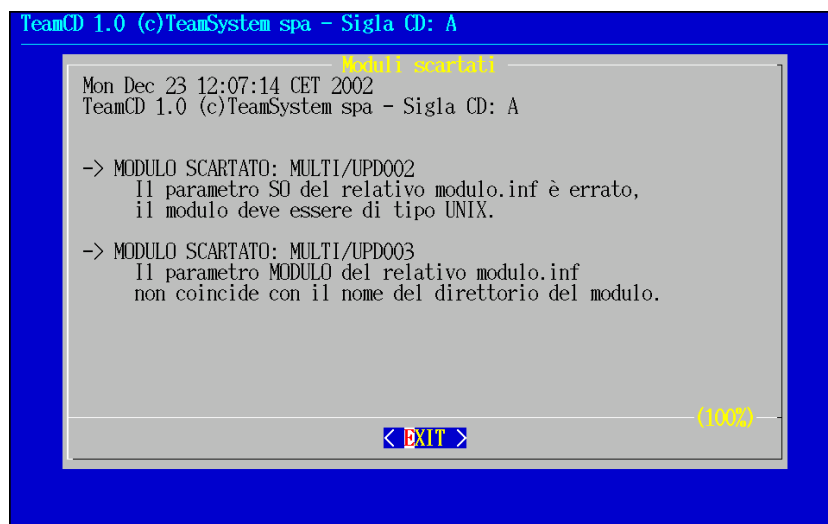 TeamCD 1.0 (c)TeamSystem spa - Sigla CD: A
Moduli scartati
Mon Dec 23 12:07:14 CET 2002
TeamCD 1.0 (c)TeamSystem spa - Sigla CD: A
-> MODULO SCARTATO: MULTI/UPD002
Il parametro SO del relativo modulo.inf è errato,
il modulo deve essere di tipo UNIX.
-> MODULO SCARTATO: MULTI/UPD003
Il parametro MODULO del relativo modulo.inf
non coincide con il nome del direttorio del modulo.
(100%)
< EXIT >